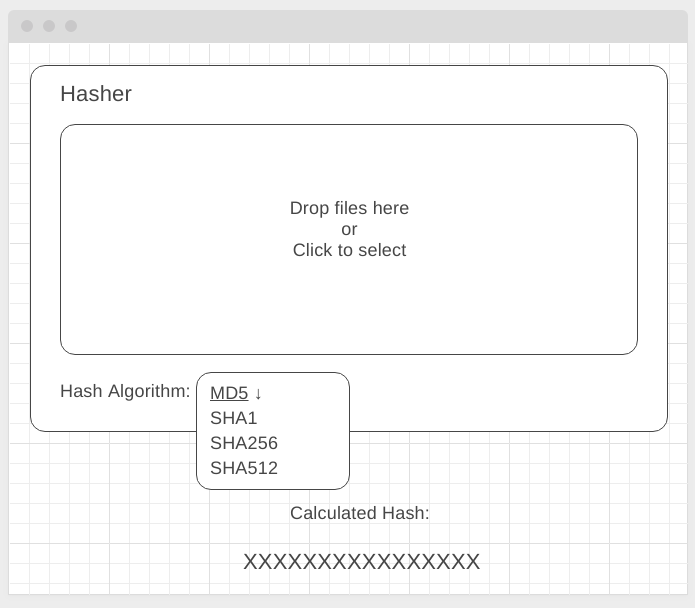 Hasher
Drop files here
or
Click to select
Hash Algorithm:
MD5 ↓
SHA1
SHA256
SHA512
Calculated Hash:
XXXXXXXXXXXXXXXX